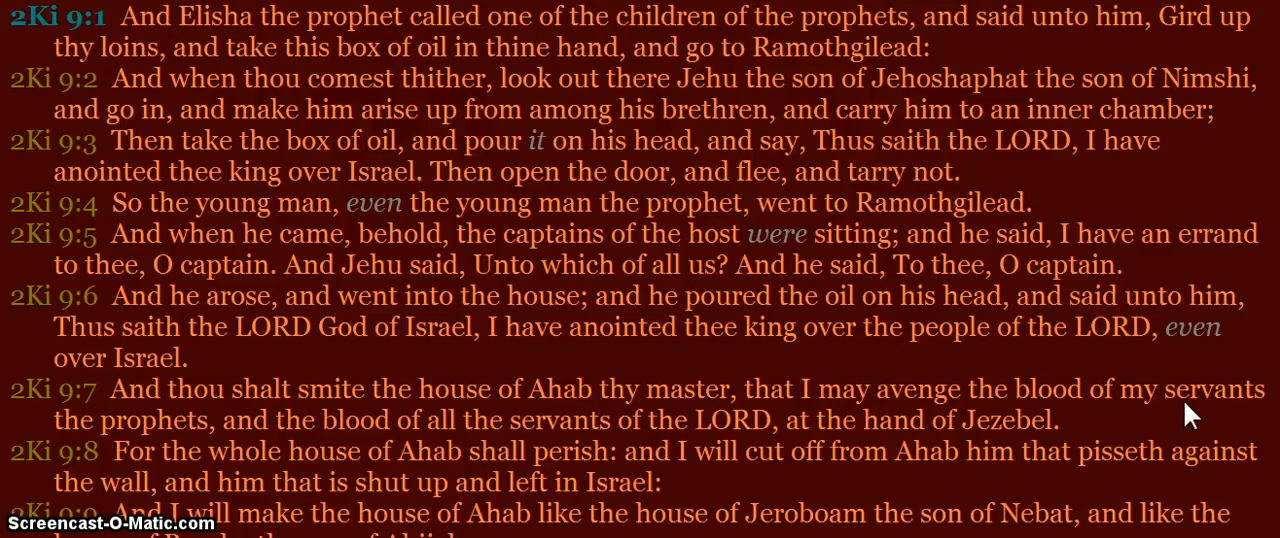 2Ki 9:1 And Elisha the prophet called one of the children of the prophets, and said unto him, Gird up
thy loins, and take this box of oil in thine hand, and go to Ramothgilead:
2Ki 9:2 And when thou comest thither, look out there Jehu the son of Jehoshaphat the son of Nimshi,
and go in, and make him arise up from among his brethren, and carry him to an inner chamber;
2Ki 9:3 Then take the box of oil, and pour it on his head, and say, Thus saith the LORD, I have
anointed thee king over Israel. Then open the door, and flee, and tarry not.
2Ki 9:4 So the young man, even the young man the prophet, went to Ramothgilead.
2Ki 9:5 And when he came, behold, the captains of the host were sitting; and he said, I have an errand
to thee, O captain. And Jehu said, Unto which of all us? And he said, To thee, O captain.
2Ki 9:6 And he arose, and went into the house; and he poured the oil on his head, and said unto him,
Thus saith the LORD God of Israel, I have anointed thee king over the people of the LORD, even
over Israel.
2Ki 9:7 And thou shalt smite the house of Ahab thy master, that I may avenge the blood of my servants
the prophets, and the blood of all the servants of the LORD, at the hand of Jezebel.
2Ki 9:8 For the whole house of Ahab shall perish: and I will cut off from Ahab him that pisseth against
the wall, and him that is shut up and left in Israel:
2Ki 9:9 And I will make the house of Ahab like the house of Jeroboam the son of Nebat, and like the
Screencast-O-Matic.com